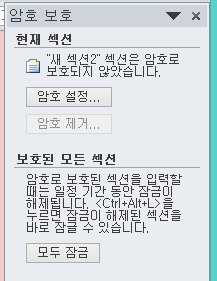 암호 보호
현재 섹션
"새 섹션2" 섹션은 암호로
보호되지 않았습니다.
암호 설정...
암호 제거...
보호된 모든 섹션
암호로 보호된 섹션을 입력할
때는 일정 기간 동안 잠금이
해제됩니다. <Ctrl+Alt+L>을
누르면 잠금이 해제된 섹션을
바로 잠글 수 있습니다.
모두 잠금